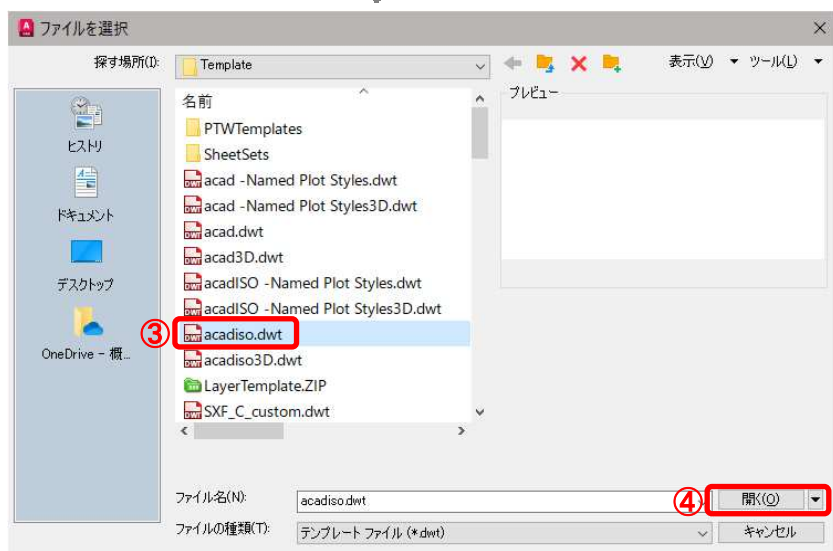 ファイルを選択
探す場所(I):
Template
表示(V)
ツール(L)
ヒストリ
ドキュメント
デスクトップ
OneDrive - 概...
名前
PTWTemplates
SheetSets
acad -Named Plot Styles.dwt
acad -Named Plot Styles3D.dwt
acad.dwt
acad3D.dwt
acadISO -Named Plot Styles.dwt
acadISO -Named Plot Styles3D.dwt
③
acadiso.dwt
acadiso3D.dwt
LayerTemplate.ZIP
SXF_C_custom.dwt
プレビュー
ファイル名(N):
acadiso.dwt
④
開く(O)
ファイルの種類(T):
テンプレート ファイル (*.dwt)
キャンセル